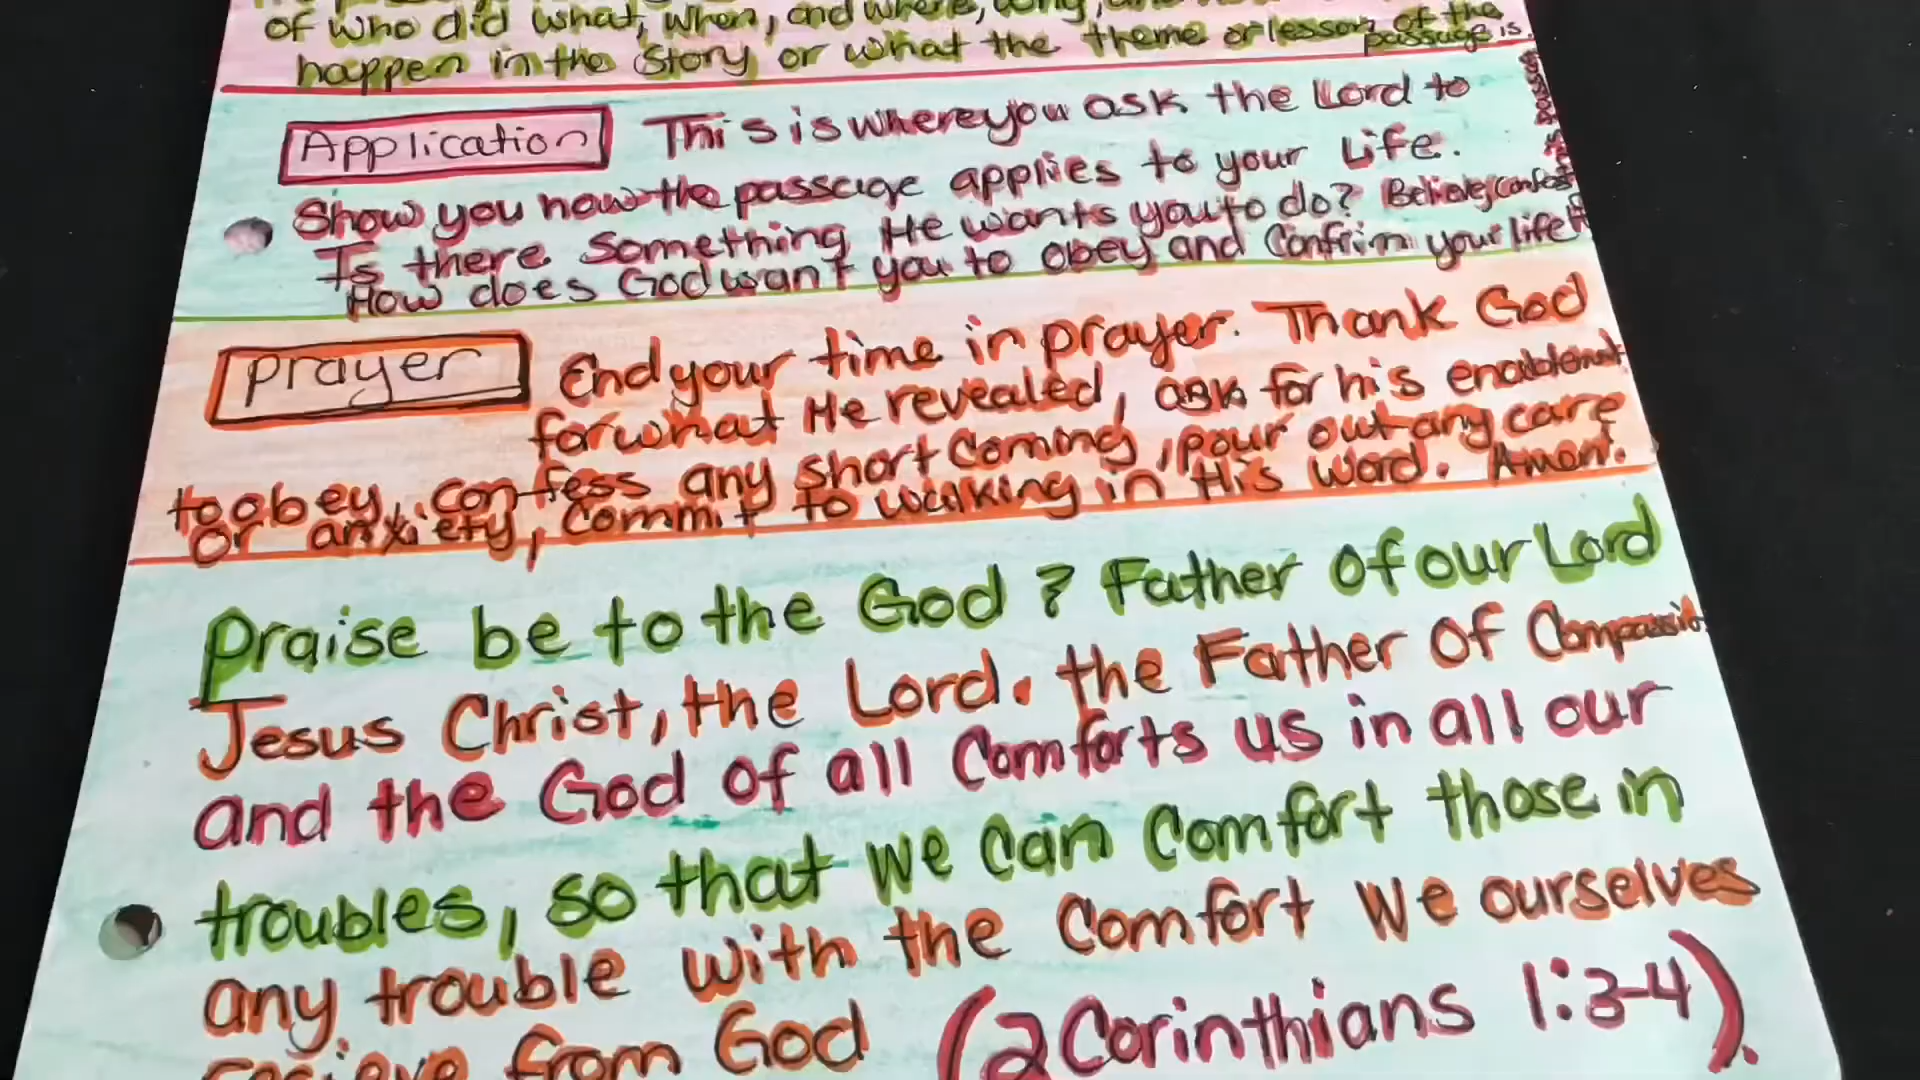 of who did what, when, and where, why,
happen in the story or what the theme or lesson of the
passage is.
Application
This is where you ask the Lord to
Show you how the passage applies to your Life.
Is there Something He wants you to do? Believe, confess
How does God want you to obey and Confrim your life
prayer
End your time in prayer. Thank God
for what He revealed, ask for his enablement
to obey, confess any short coming, pour out any care
or anxiety, Commit to walking in His Word. Amen.
Praise be to the God ? Father of our Lord
Jesus Christ, the Lord. the Father of Compassio
and the God of all Comforts us in all our
troubles, so that we can Comfort those in
any trouble with the Comfort we ourselves
recieve from God (2 Corinthians 1:3-4).